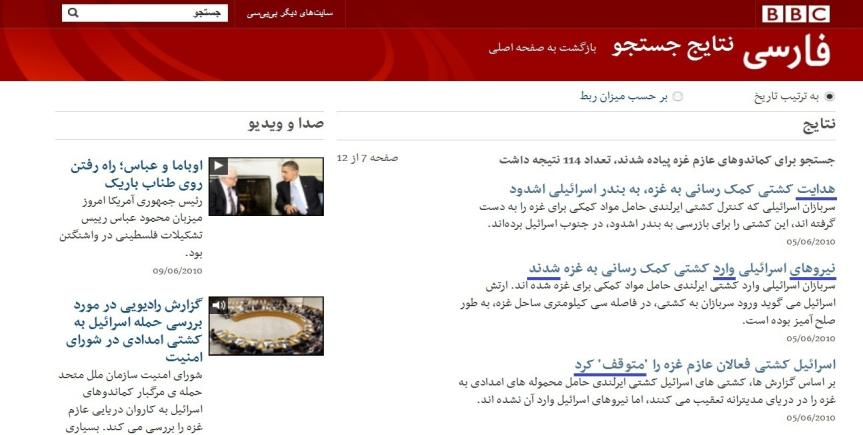 BBC
سایت‌های دیگر بی‌بی‌سی
جستجو
فارسی
نتایج جستجو
بازگشت به صفحه اصلی
به ترتیب تاریخ
بر حسب میزان ربط
نتایج
جستجو برای کماندوهای عازم غزه پیاده شدند، تعداد 114 نتیجه داشت
صفحه 7 از 12
هدایت کشتی کمک رسانی به غزه، به بندر اسرائیلی اشدود
سربازان اسرائیلی که کنترل کشتی ایرلندی حامل مواد کمکی برای غزه را به دست
گرفته اند، این کشتی را برای بازرسی به بندر اشدود، در جنوب اسرائیل برده‌اند.
05/06/2010
نیروهای اسرائیلی وارد کشتی کمک رسانی به غزه شدند
سربازان اسرائیلی وارد کشتی ایرلندی حامل مواد کمکی برای غزه شده اند. ارتش
اسرائیل می گوید ورود سربازان به کشتی، در فاصله سی کیلومتری ساحل غزه، به طور
صلح آمیز بوده است.
05/06/2010
اسرائیل کشتی فعالان عازم غزه را 'متوقف' کرد
بر اساس گزارش ها، کشتی های اسرائیل کشتی ایرلندی حامل محموله های امدادی به
غزه را در دریای مدیترانه تعقیب می کنند، اما نیروهای اسرائیل وارد آن نشده اند.
05/06/2010
صدا و ویدیو
اوباما و عباس؛ راه رفتن
روی طناب باریک
رئیس جمهوری آمریکا امروز
میزبان محمود عباس رییس
تشکیلات فلسطینی در واشنگتن
بود.
09/06/2010
گزارش رادیویی در مورد
بررسی حمله اسرائیل به
کشتی امدادی در شورای
امنیت
شورای امنیت سازمان ملل متحد
حمله ی مرگبار کماندوهای
اسرائیل به کاروان دریایی عازم
غزه را بررسی می کند. بسیاری